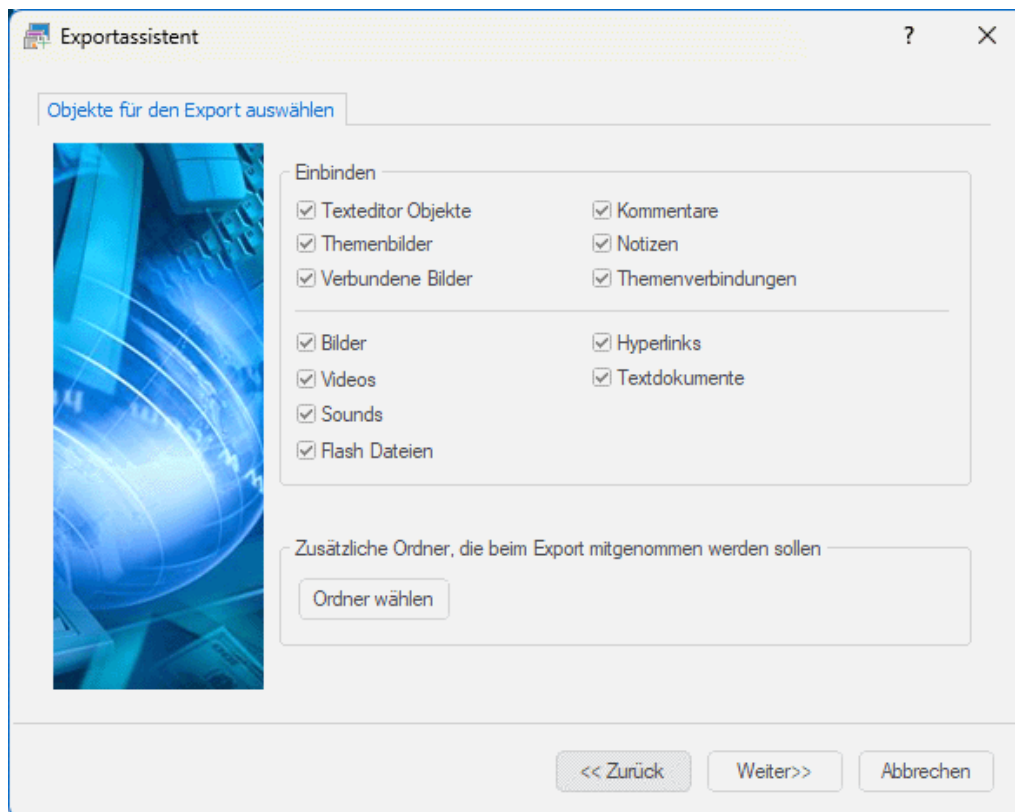 Exportassistent
?
Objekte für den Export auswählen
Einbinden
Texteditor Objekte
Kommentare
Themenbilder
Notizen
Verbundene Bilder
Themenverbindungen
Bilder
Hyperlinks
Videos
Textdokumente
Sounds
Flash Dateien
Zusätzliche Ordner, die beim Export mitgenommen werden sollen
Ordner wählen
<< Zurück
Weiter>>
Abbrechen